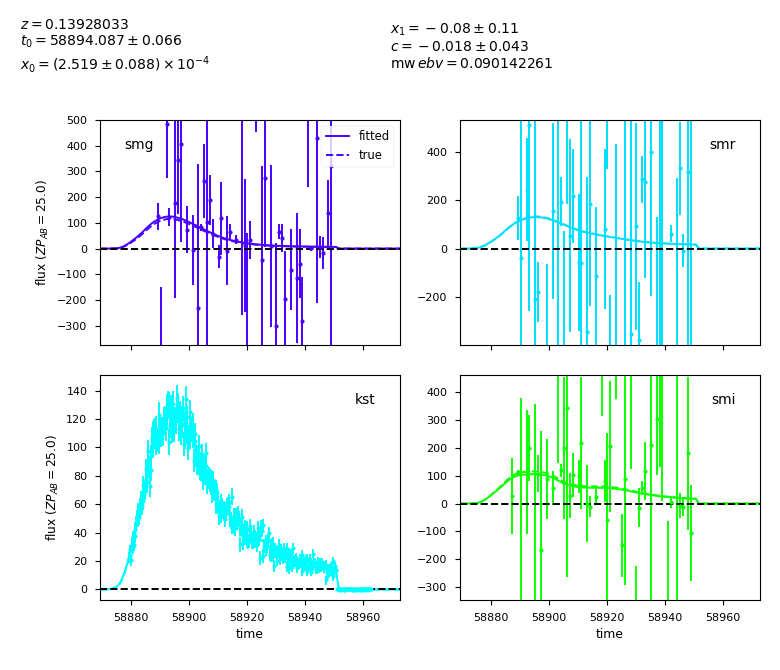 z = 0.13928033
t₀ = 58894.087 ± 0.066
x₀ = (2.519 ± 0.088) × 10⁻⁴
x₁ = −0.08 ± 0.11
c = −0.018 ± 0.043
mw ebv = 0.090142261
500
400
300
200
100
0
−100
−200
−300
flux (ZP_AB = 25.0)
smg
fitted
true
400
200
0
−200
smr
140
120
100
80
60
40
20
0
flux (ZP_AB = 25.0)
kst
58880 58900 58920 58940 58960
time
400
300
200
100
0
−100
−200
−300
smi
58880 58900 58920 58940 58960
time